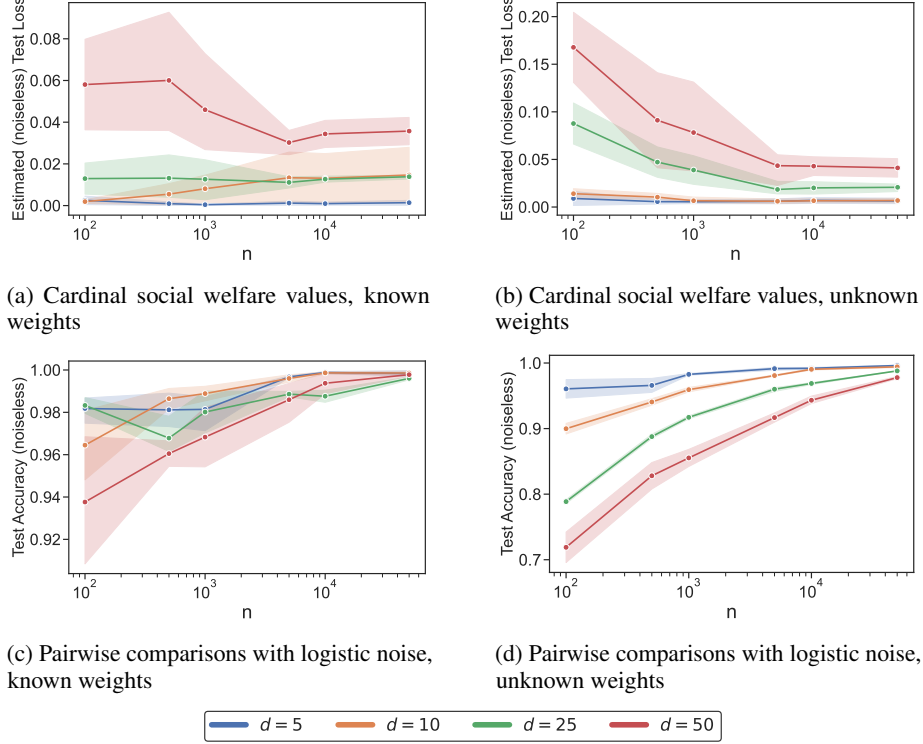 Estimated (noiseless) Test Loss
0.08
0.06
0.04
0.02
0.00
10^2
10^3
10^4
n
(a) Cardinal social welfare values, known
weights
Estimated (noiseless) Test Loss
0.20
0.15
0.10
0.05
0.00
10^2
10^3
10^4
n
(b) Cardinal social welfare values, unknown
weights
Test Accuracy (noiseless)
1.00
0.98
0.96
0.94
0.92
10^2
10^3
10^4
n
(c) Pairwise comparisons with logistic noise,
known weights
Test Accuracy (noiseless)
1.0
0.9
0.8
0.7
10^2
10^3
10^4
n
(d) Pairwise comparisons with logistic noise,
unknown weights
d = 5 d = 10 d = 25 d = 50